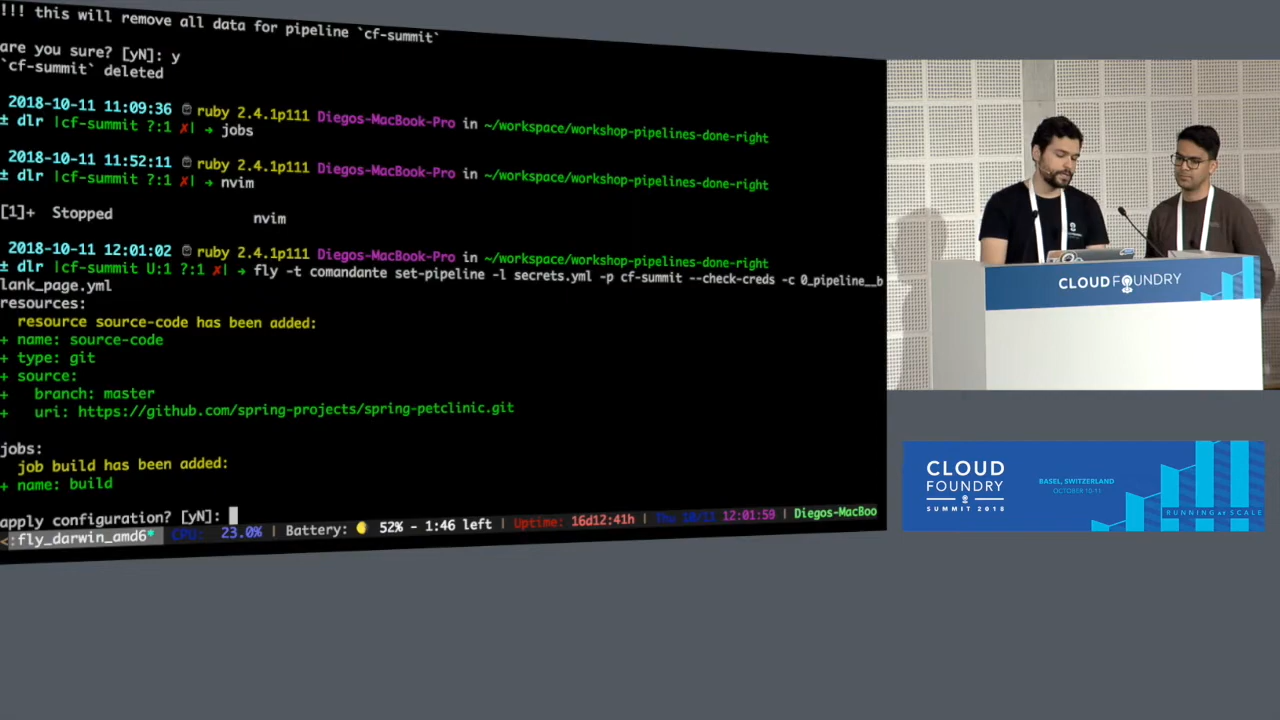 !!! this will remove all data for pipeline `cf-summit`
are you sure? [yN]: y
`cf-summit` deleted
2018-10-11 11:09:36 ruby 2.4.1p111 Diegos-MacBook-Pro in ~/workspace/workshop-pipelines-done-right
± dlr |cf-summit ?:1 ✗| → jobs
2018-10-11 11:52:11 ruby 2.4.1p111 Diegos-MacBook-Pro in ~/workspace/workshop-pipelines-done-right
± dlr |cf-summit ?:1 ✗| → nvim
[1]+  Stopped                 nvim
2018-10-11 12:01:02 ruby 2.4.1p111 Diegos-MacBook-Pro in ~/workspace/workshop-pipelines-done-right
± dlr |cf-summit U:1 ?:1 ✗| → fly -t comandante set-pipeline -l secrets.yml -p cf-summit --check-creds -c 0_pipeline__b
lank_page.yml
resources:
  resource source-code has been added:
+ name: source-code
+ type: git
+ source:
+   branch: master
+   uri: https://github.com/spring-projects/spring-petclinic.git
jobs:
  job build has been added:
+ name: build
apply configuration? [yN]:
<:fly_darwin_amd6* CPU: 23.0% | Battery: 52% - 1:46 left | Uptime: 16d12:41h | Thu 10/11 12:01:59 | Diegos-MacBoo
CLOUD FOUNDRY
CLOUD
FOUNDRY
SUMMIT 2018
BASEL, SWITZERLAND
OCTOBER 10-11
RUNNING AT SCALE